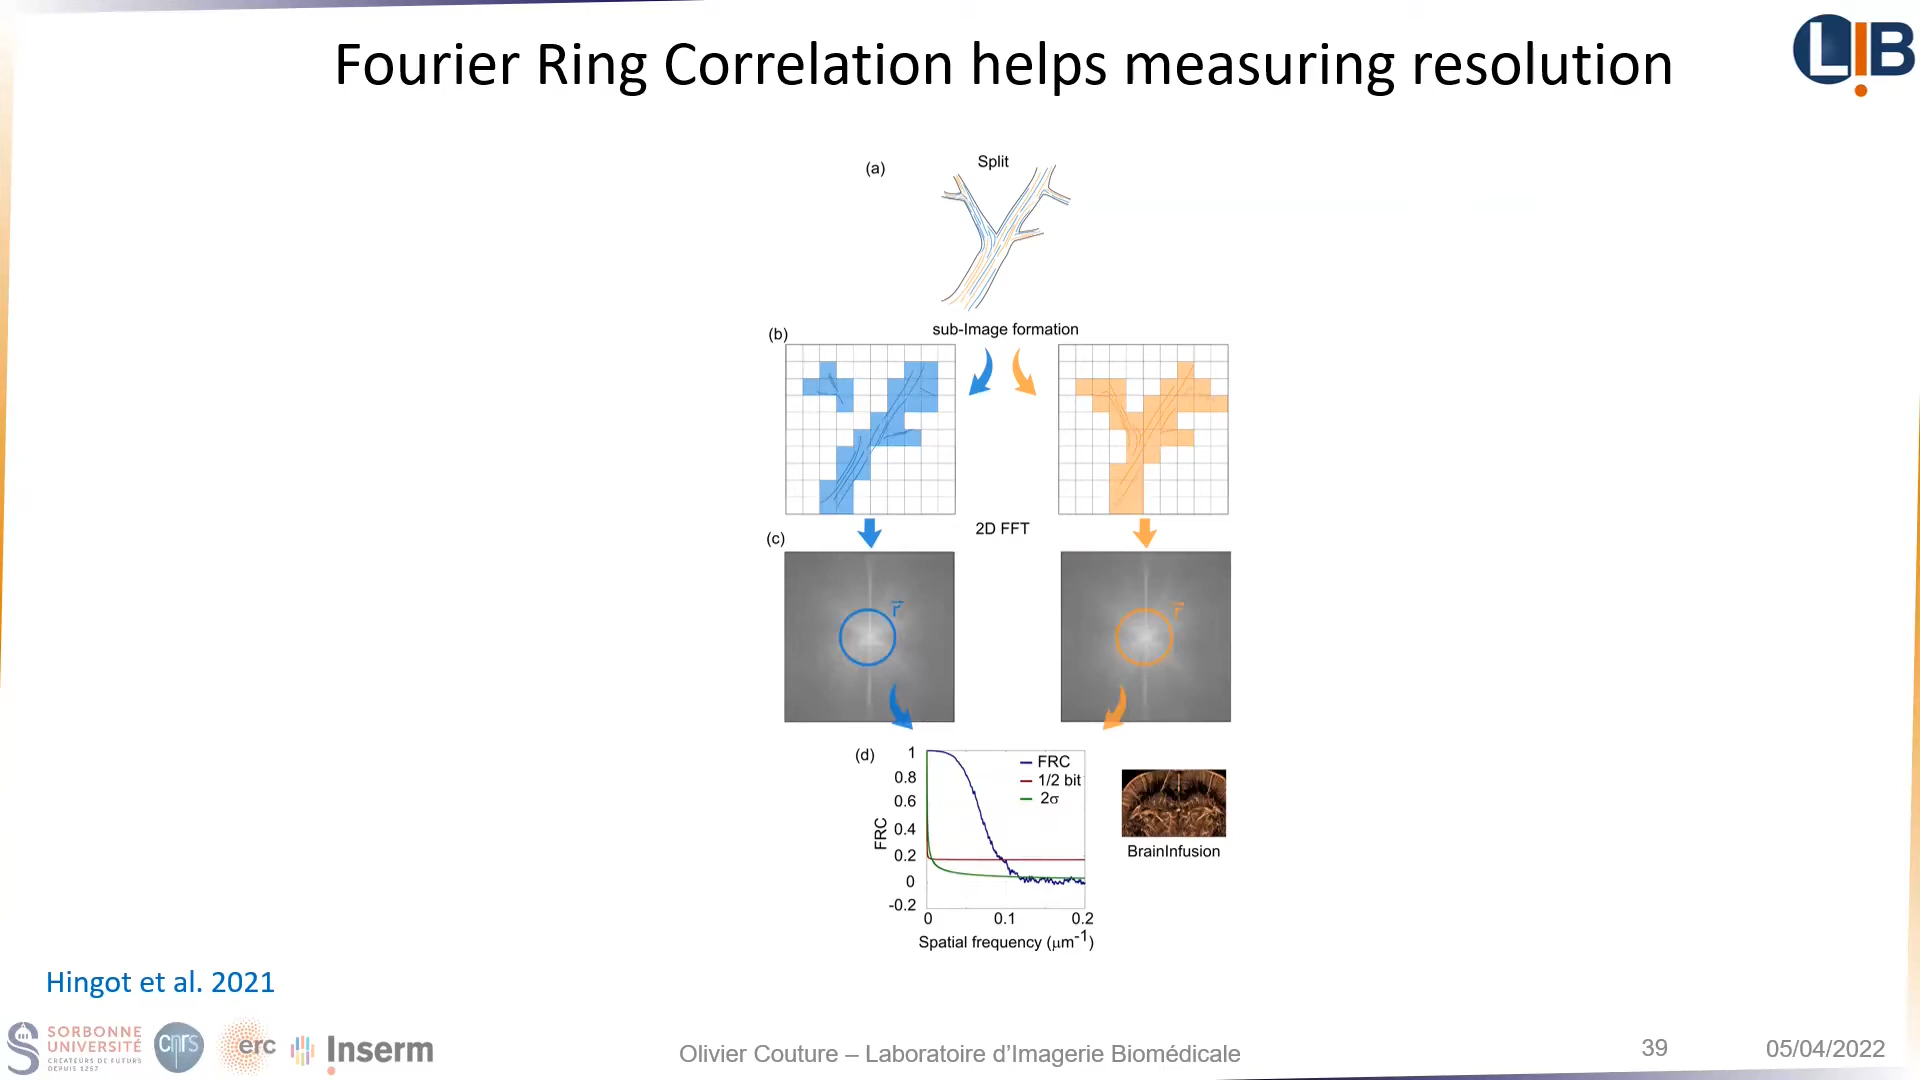 Fourier Ring Correlation helps measuring resolution
LIB
(a)
Split
(b)
sub-Image formation
(c)
2D FFT
r
r
(d)
FRC
1/2 bit
2σ
1
0.8
0.6
0.4
0.2
0
-0.2
FRC
0
0.1
0.2
Spatial frequency (μm-1)
BrainInfusion
Hingot et al. 2021
SORBONNE
UNIVERSITÉ
CRÉATEURS DE FUTURS
DEPUIS 1257
cnrs
erc
Inserm
Olivier Couture – Laboratoire d'Imagerie Biomédicale
39
05/04/2022